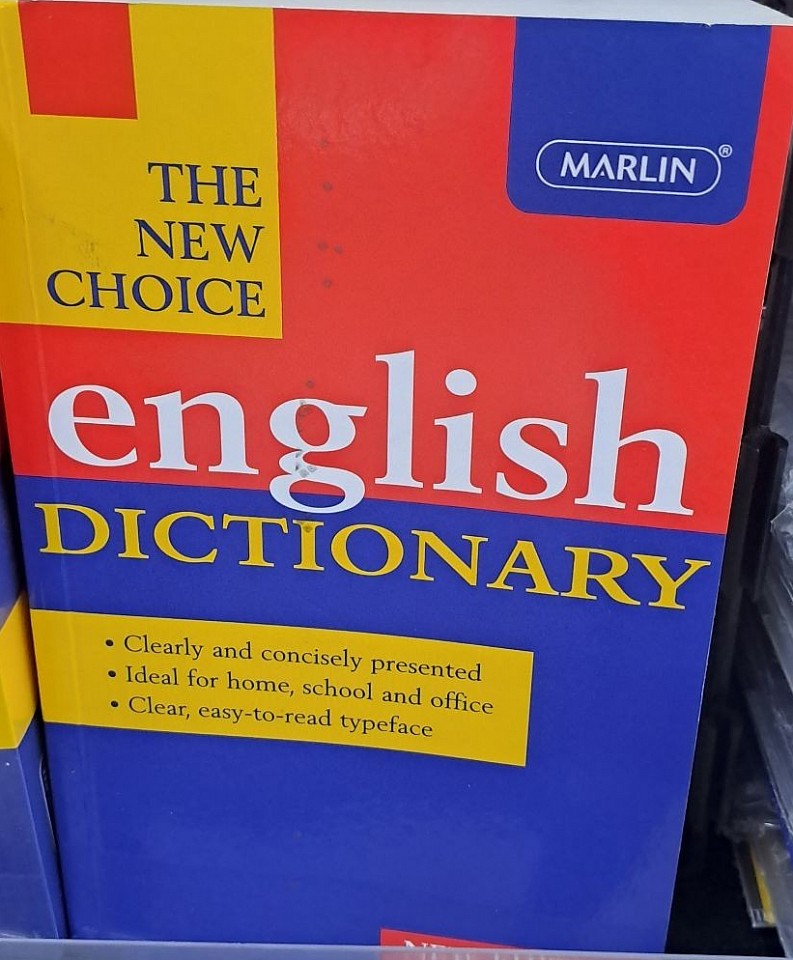 THE
NEW
CHOICE
MARLIN®
english
DICTIONARY
• Clearly and concisely presented
• Ideal for home, school and office
• Clear, easy-to-read typeface